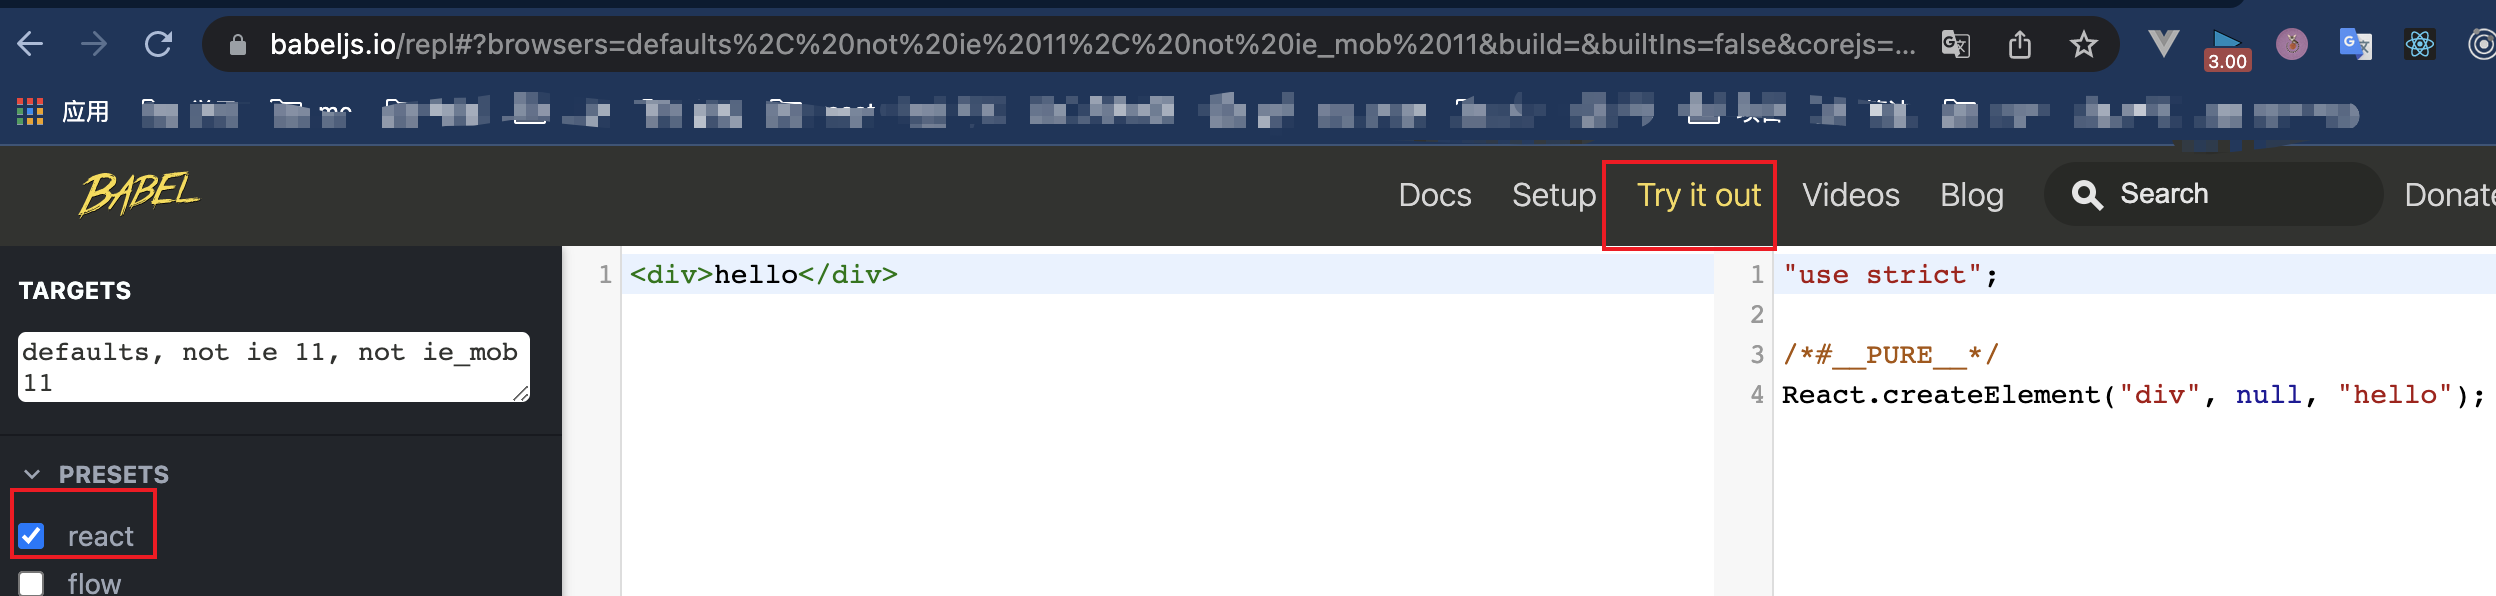 babeljs.io/repl#?browsers=defaults%2C%20not%20ie%2011%2C%20not%20ie_mob%2011&build=&builtIns=false&corejs=...
3.00
应用
BABEL
Docs Setup Try it out Videos Blog Search Donate
TARGETS
defaults, not ie 11, not ie_mob
11
PRESETS
react
flow
1 <div>hello</div>
1 "use strict";
2
3 /*#__PURE__*/
4 React.createElement("div", null, "hello");